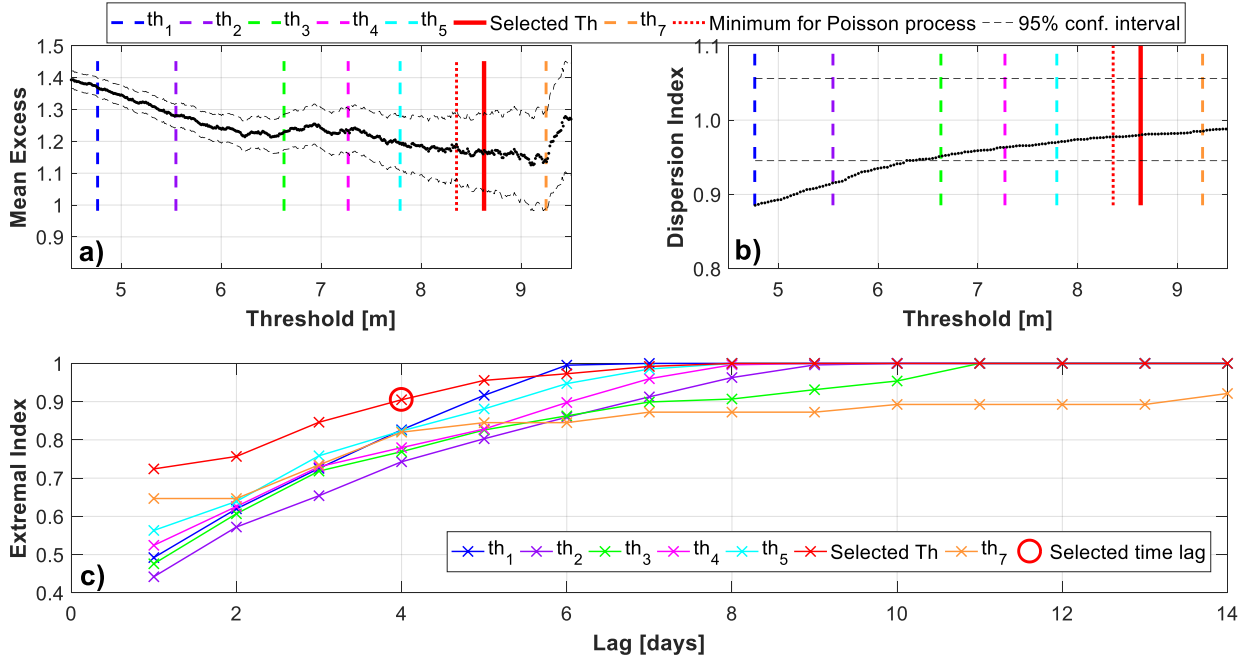 th1 th2 th3 th4 th5 Selected Th th7 Minimum for Poisson process 95% conf. interval
1.5
1.4
1.3
1.2
1.1
1
0.9
Mean Excess
a)
5 6 7 8 9
Threshold [m]
1.1
1.0
0.9
0.8
Dispersion Index
b)
5 6 7 8 9
Threshold [m]
1
0.9
0.8
0.7
0.6
0.5
0.4
Extremal Index
c)
th1 th2 th3 th4 th5 Selected Th th7 Selected time lag
0 2 4 6 8 10 12 14
Lag [days]